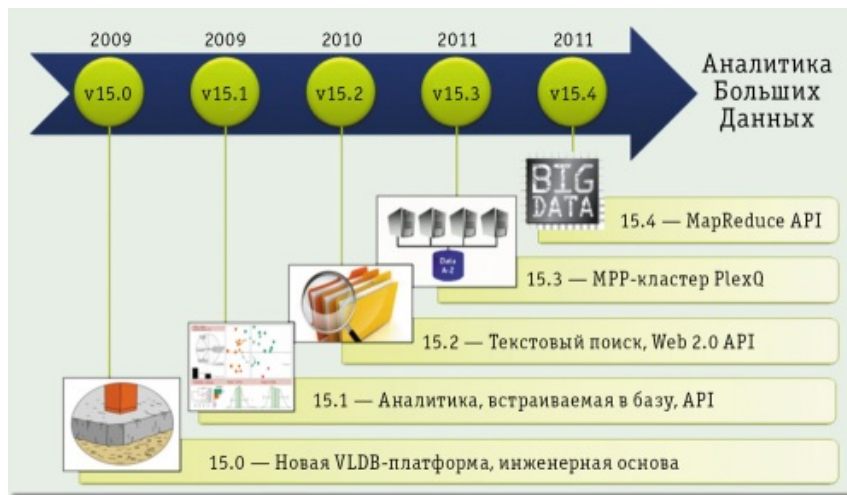 2009 2009 2010 2011 2011
v15.0 v15.1 v15.2 v15.3 v15.4
Аналитика
Больших
Данных
BIG
DATA
15.4 — MapReduce API
Data
A-Z
15.3 — MPP-кластер PlexQ
15.2 — Текстовый поиск, Web 2.0 API
15.1 — Аналитика, встраиваемая в базу, API
15.0 — Новая VLDB-платформа, инженерная основа